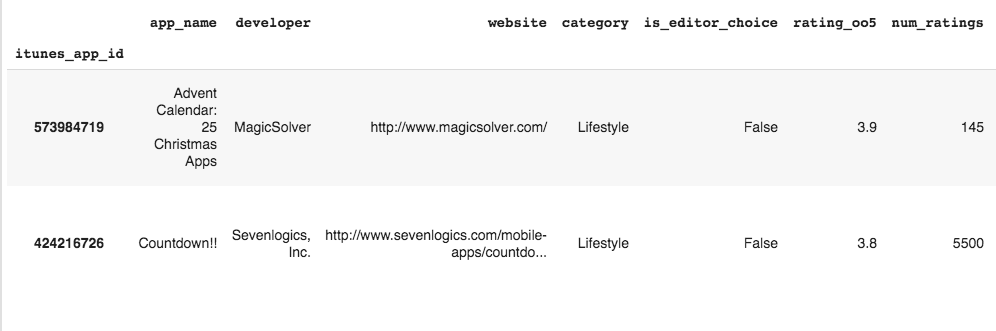 app_name developer website category is_editor_choice rating_oo5 num_ratings
itunes_app_id
573984719 Advent Calendar: 25 Christmas Apps MagicSolver http://www.magicsolver.com/ Lifestyle False 3.9 145
424216726 Countdown!! Sevenlogics, Inc. http://www.sevenlogics.com/mobile-apps/countdo... Lifestyle False 3.8 5500